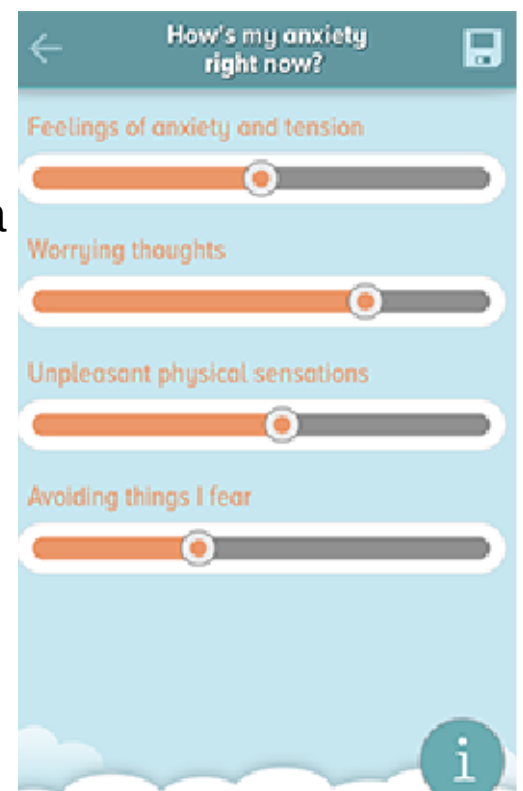 How's my anxiety
right now?
Feelings of anxiety and tension
a
Worrying thoughts
Unpleasant physical sensations
Avoiding things I fear
i